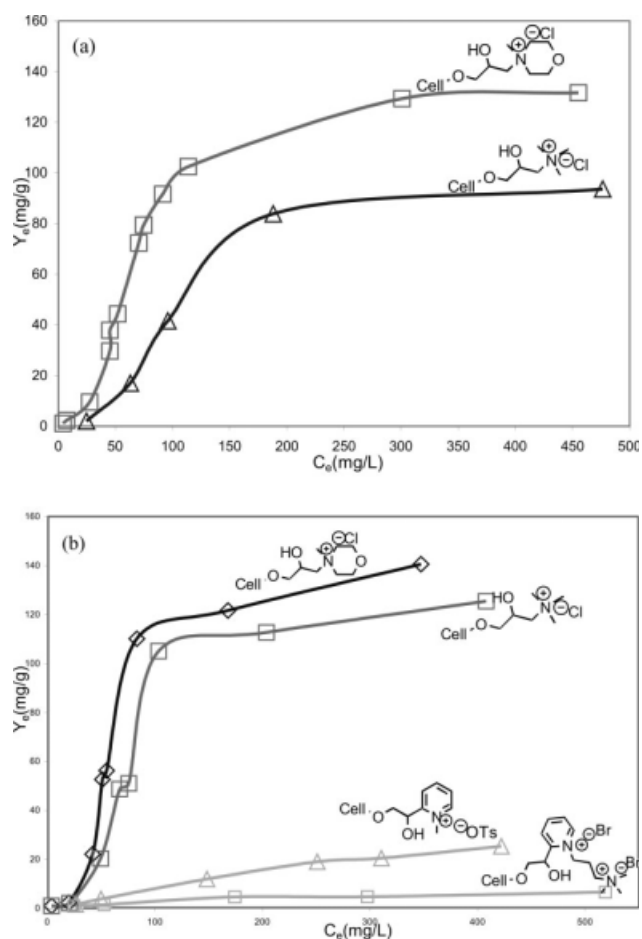 (a)
160
140
120
100
80
60
40
20
0
Yₑ(mg/g)
0 50 100 150 200 250 300 350 400 450 500
Cₑ(mg/L)
HO ⊖Cl
Cell O N⊕ O
HO ⊕
Cell O N ⊖Cl
(b)
160
140
120
100
80
60
40
20
0
Yₑ(mg/g)
0 100 200 300 400 500
Cₑ(mg/L)
HO ⊕ ⊖Cl
Cell O N O
HO ⊕
Cell O N ⊖Cl
Cell
O N⊕ ⊖OTs
OH
⊖Br
N⊕
Cell O OH ⊕N ⊖Br